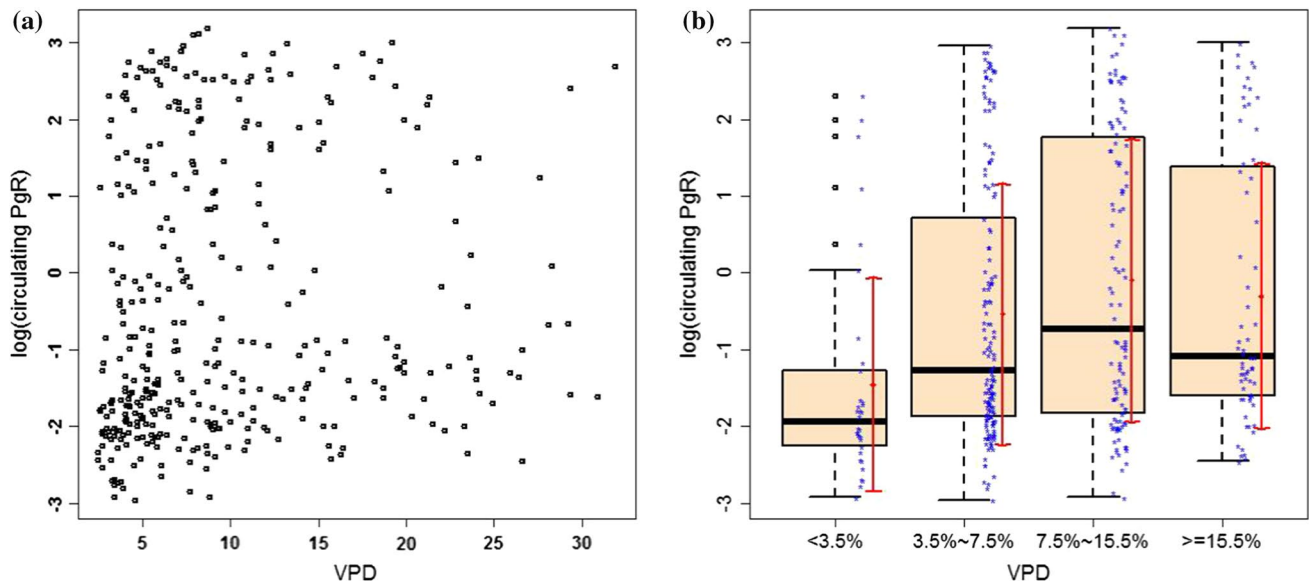 (a)
log(circulating PgR)
3
2
1
0
-1
-2
-3
5 10 15 20 25 30
VPD
(b)
log(circulating PgR)
3
2
1
0
-1
-2
-3
<3.5% 3.5%~7.5% 7.5%~15.5% >=15.5%
VPD